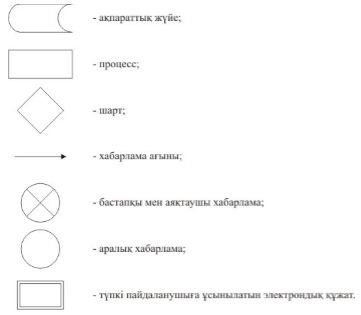 - ақпараттық жүйе;
- процесс;
- шарт;
- хабарлама ағыны;
- бастапқы мен аяқтаушы хабарлама;
- аралық хабарлама;
- түпкі пайдаланушыға ұсынылатын электрондық құжат.